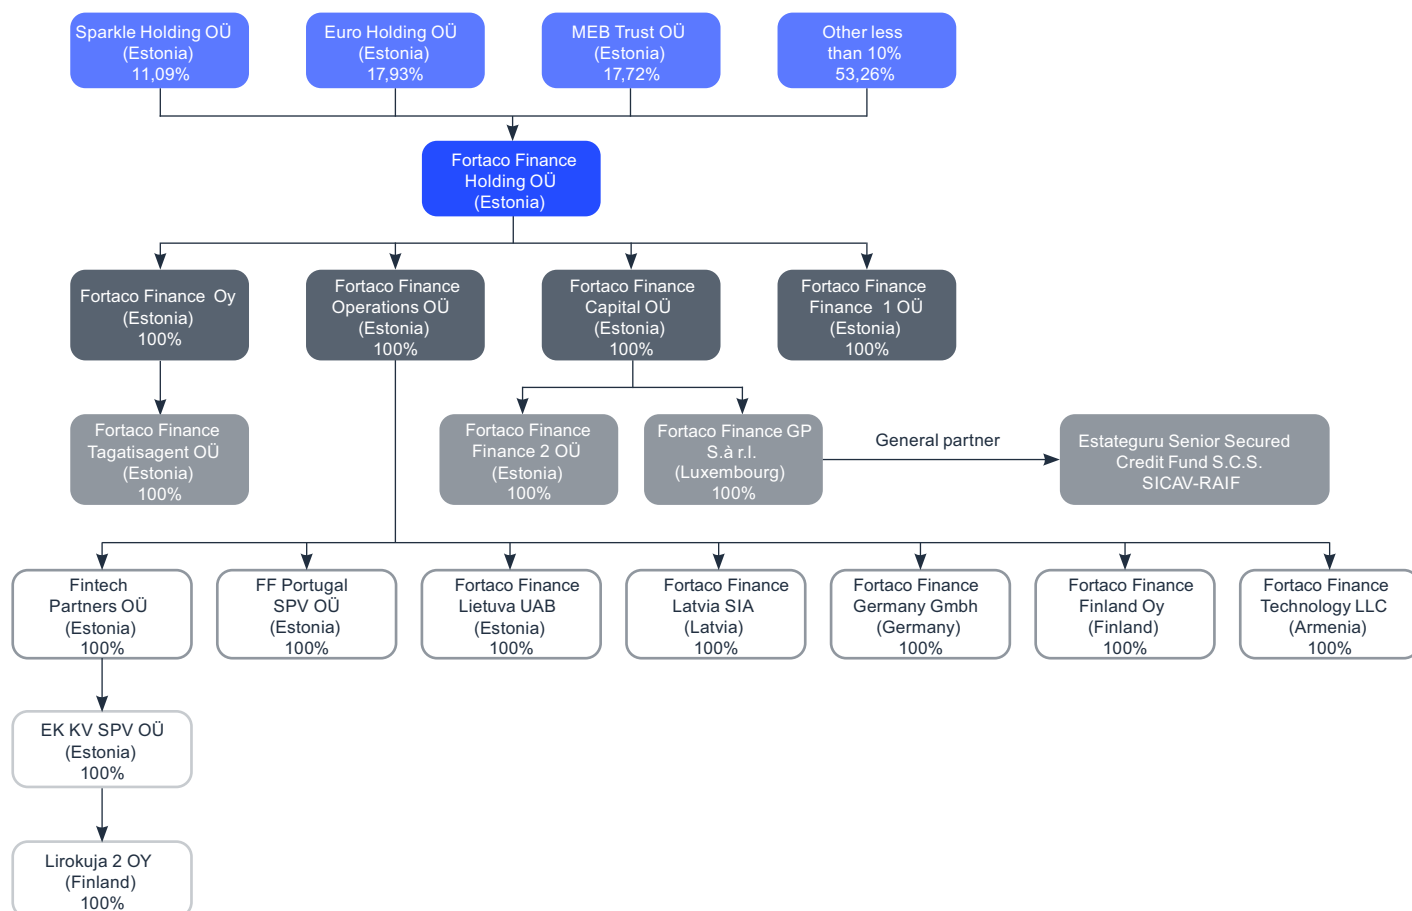 Sparkle Holding OÜ
(Estonia)
11,09%
Euro Holding OÜ
(Estonia)
17,93%
MEB Trust OÜ
(Estonia)
17,72%
Other less
than 10%
53,26%
Fortaco Finance
Holding OÜ
(Estonia)
Fortaco Finance Oy
(Estonia)
100%
Fortaco Finance
Operations OÜ
(Estonia)
100%
Fortaco Finance
Capital OÜ
(Estonia)
100%
Fortaco Finance
Finance 1 OÜ
(Estonia)
100%
Fortaco Finance
Tagatisagent OÜ
(Estonia)
100%
Fortaco Finance
Finance 2 OÜ
(Estonia)
100%
Fortaco Finance GP
S.à r.l.
(Luxembourg)
100%
General partner
Estateguru Senior Secured
Credit Fund S.C.S.
SICAV-RAIF
Fintech
Partners OÜ
(Estonia)
100%
FF Portugal
SPV OÜ
(Estonia)
100%
Fortaco Finance
Lietuva UAB
(Estonia)
100%
Fortaco Finance
Latvia SIA
(Latvia)
100%
Fortaco Finance
Germany Gmbh
(Germany)
100%
Fortaco Finance
Finland Oy
(Finland)
100%
Fortaco Finance
Technology LLC
(Armenia)
100%
EK KV SPV OÜ
(Estonia)
100%
Lirokuja 2 OY
(Finland)
100%